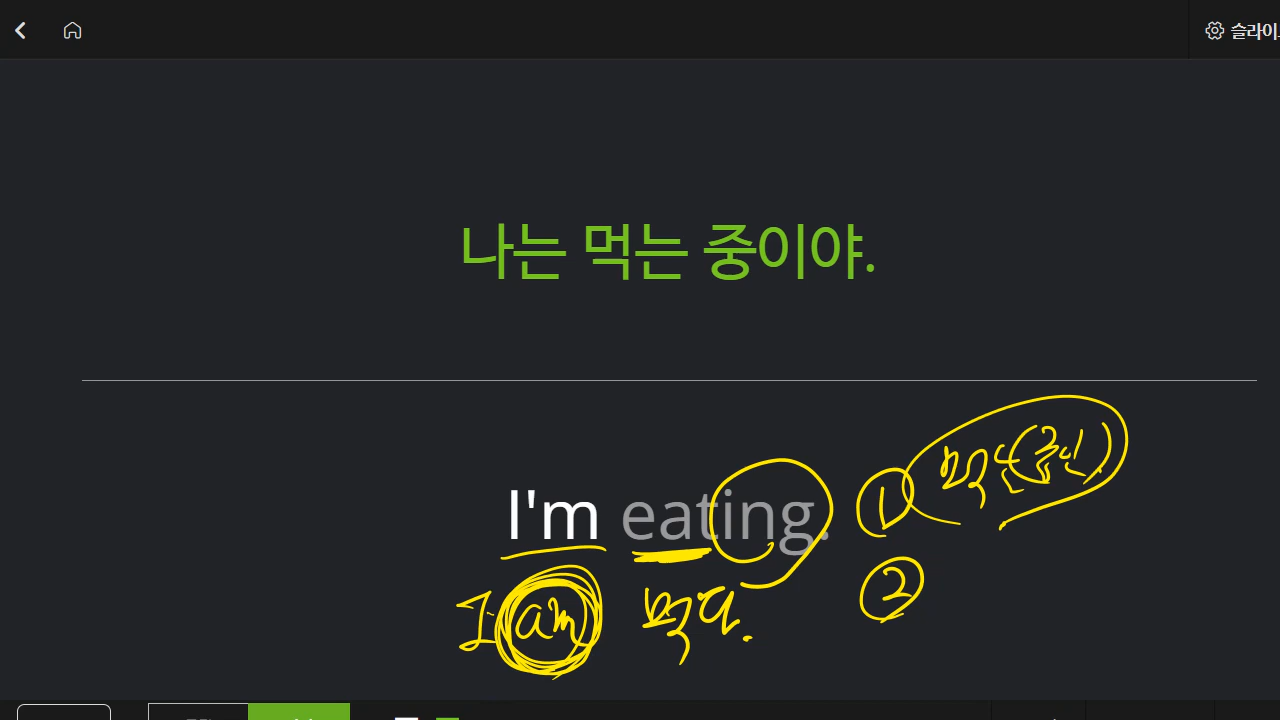 슬라이
나는 먹는 중이야.
I'm eating.
① 먹는(중인)
I am 먹다.
②